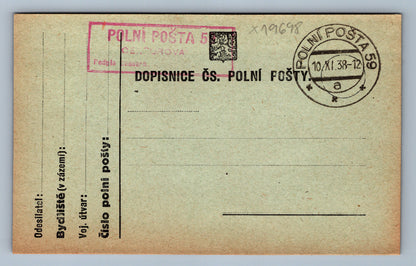 POLNÍ POŠTA 5
x 19698
POLNÍ POŠTA 59
10/XI.38-12
a
DOPISNICE ČS. POLNÍ POŠTY.
Odesilatel:
Bydliště (v zázemí):
Voj. útvar:
Číslo polní pošty: